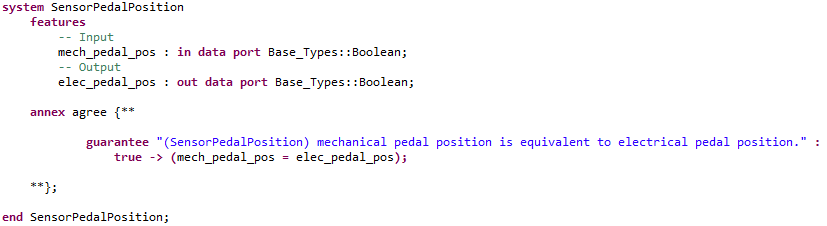 system SensorPedalPosition
features
-- Input
mech_pedal_pos : in data port Base_Types::Boolean;
-- Output
elec_pedal_pos : out data port Base_Types::Boolean;
annex agree {**
guarantee "(SensorPedalPosition) mechanical pedal position is equivalent to electrical pedal position." :
true -> (mech_pedal_pos = elec_pedal_pos);
**};
end SensorPedalPosition;